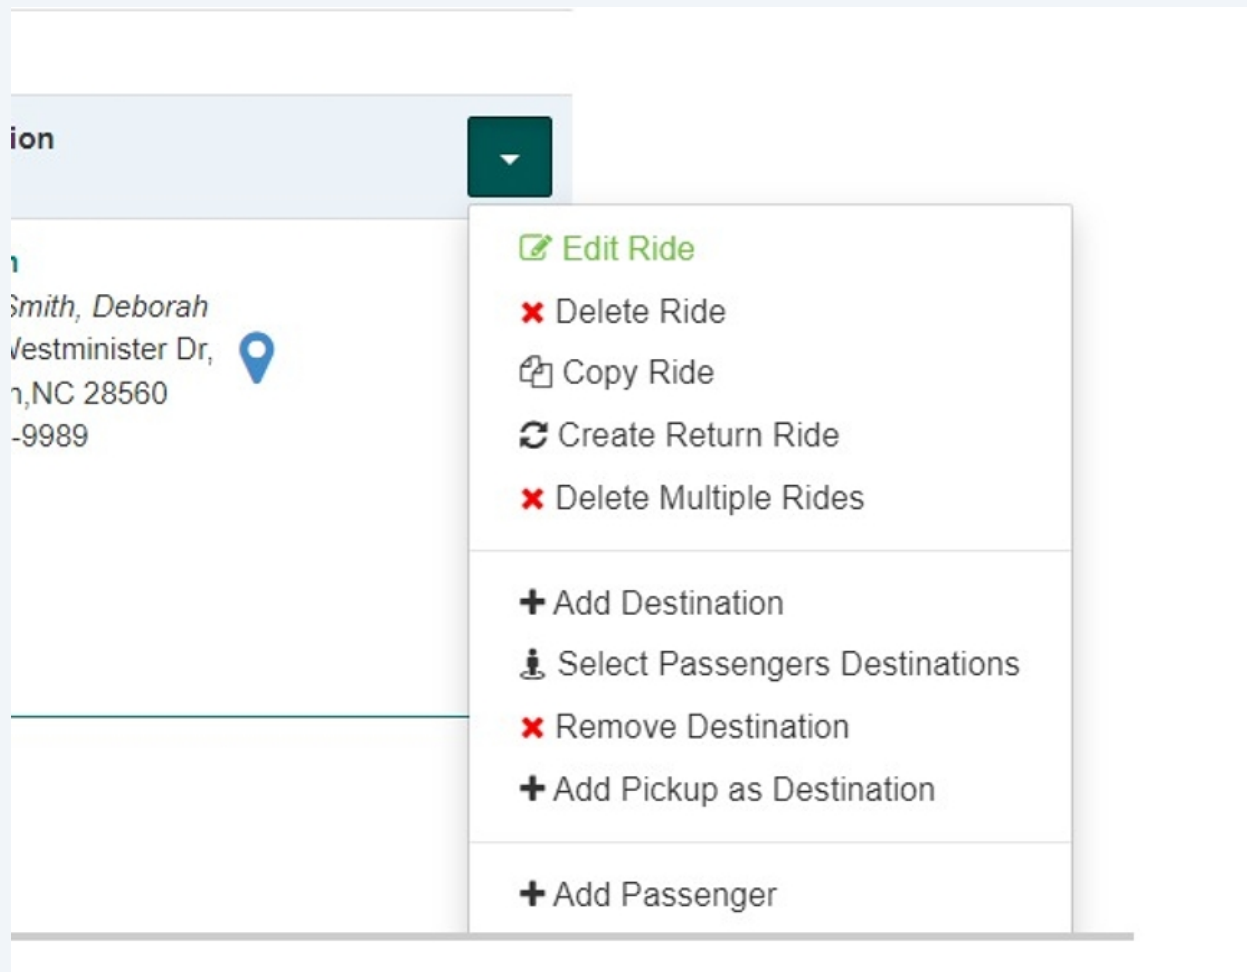 ion
Smith, Deborah
Westminister Dr,
,NC 28560
-9989
Edit Ride
Delete Ride
Copy Ride
Create Return Ride
Delete Multiple Rides
Add Destination
Select Passengers Destinations
Remove Destination
Add Pickup as Destination
Add Passenger